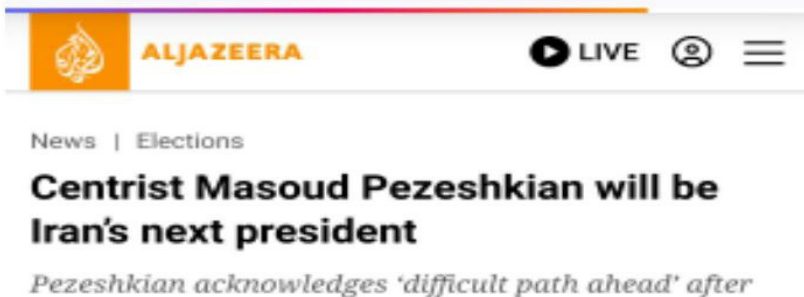 ALJAZEERA LIVE
News | Elections
Centrist Masoud Pezeshkian will be
Iran's next president
Pezeshkian acknowledges ‘difficult path ahead’ after